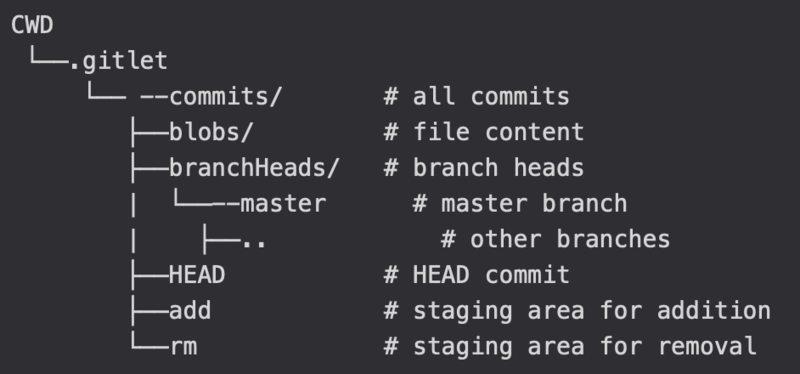 CWD
 └──.gitlet
     └── --commits/       # all commits
        ├──blobs/         # file content
        ├──branchHeads/   # branch heads
        |  └──--master      # master branch
        |    ├──..            # other branches
        ├──HEAD           # HEAD commit
        ├──add            # staging area for addition
        └──rm             # staging area for removal